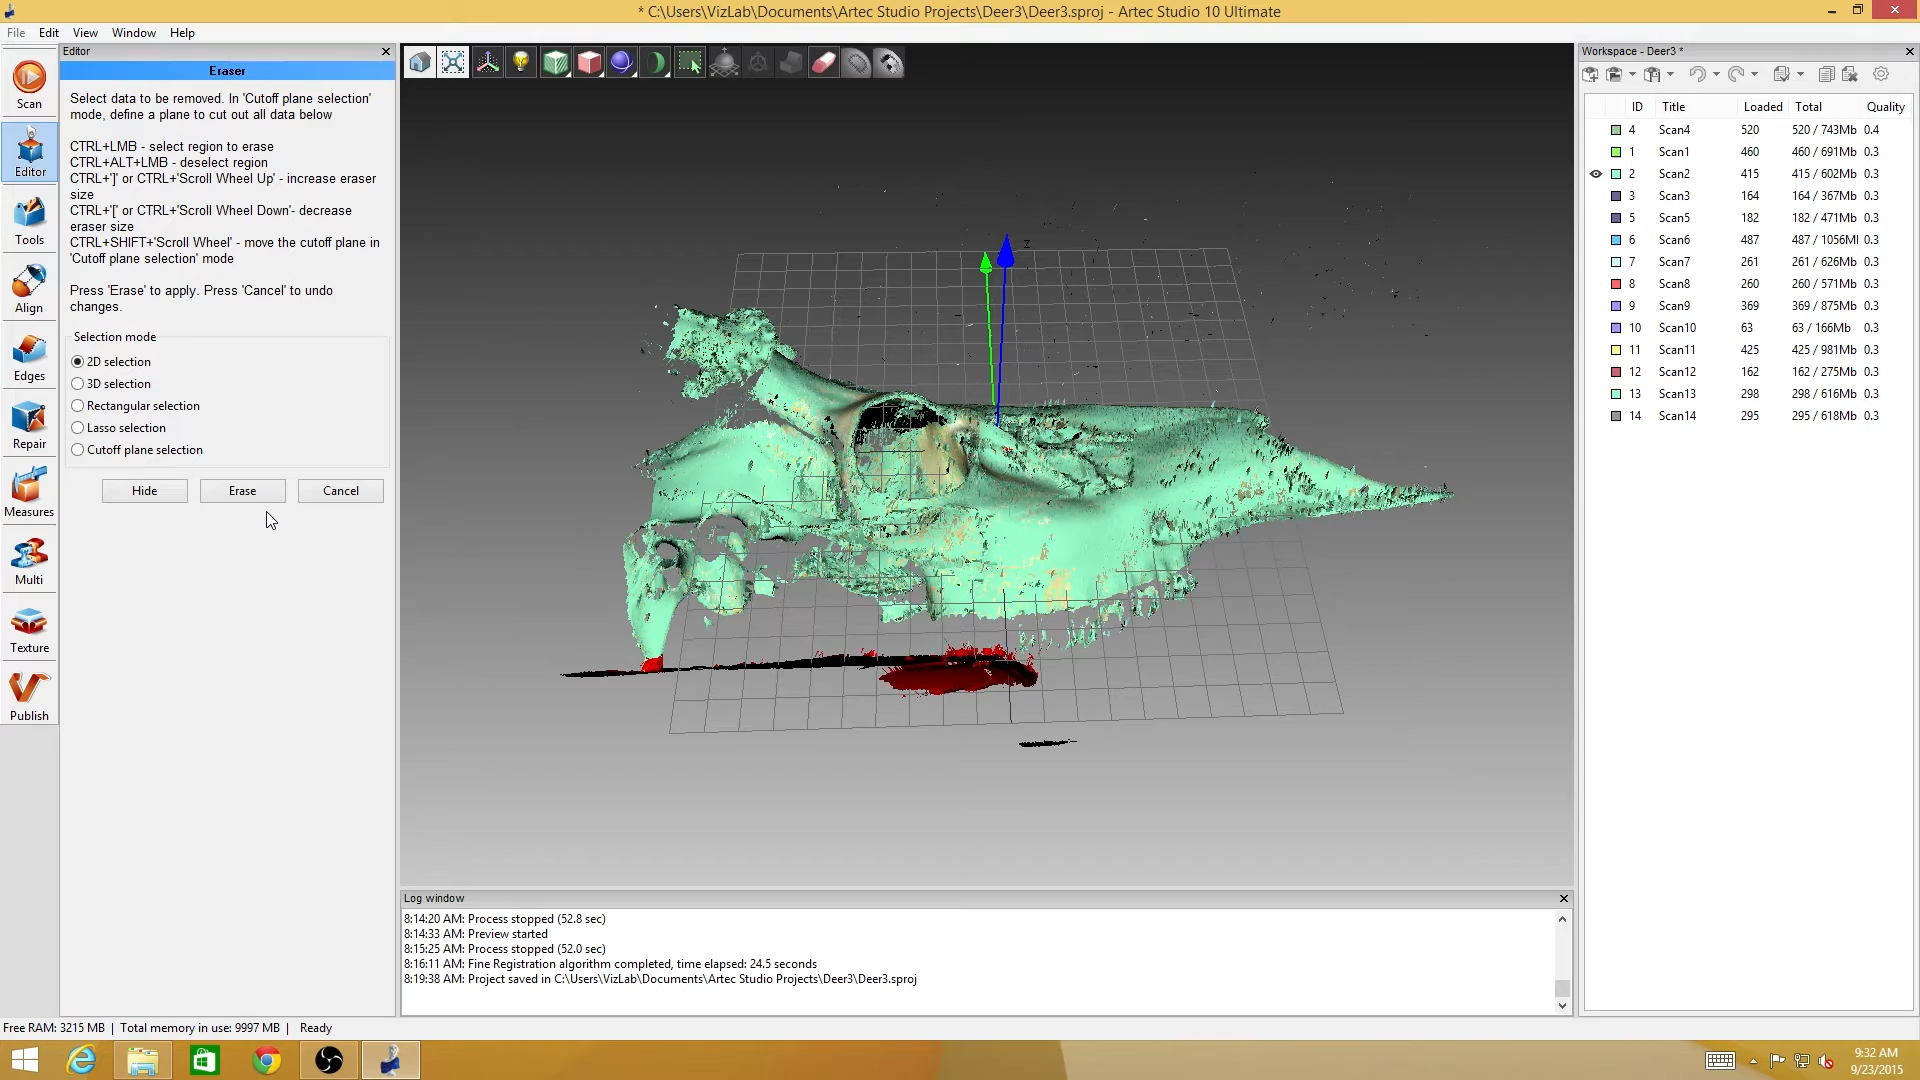 * C:\Users\VizLab\Documents\Artec Studio Projects\Deer3\Deer3.sproj - Artec Studio 10 Ultimate
File Edit View Window Help
Editor
Eraser
Select data to be removed. In 'Cutoff plane selection'
mode, define a plane to cut out all data below
CTRL+LMB - select region to erase
CTRL+ALT+LMB - deselect region
CTRL+']' or CTRL+'Scroll Wheel Up' - increase eraser
size
CTRL+'[' or CTRL+'Scroll Wheel Down'- decrease
eraser size
CTRL+SHIFT+'Scroll Wheel' - move the cutoff plane in
'Cutoff plane selection' mode
Press 'Erase' to apply. Press 'Cancel' to undo
changes.
Selection mode
2D selection
3D selection
Rectangular selection
Lasso selection
Cutoff plane selection
Hide Erase Cancel
Scan
Editor
Tools
Align
Edges
Repair
Measures
Multi
Texture
Publish
z
Workspace - Deer3 *
ID Title Loaded Total Quality
4 Scan4 520 520 / 743Mb 0.4
1 Scan1 460 460 / 691Mb 0.3
2 Scan2 415 415 / 602Mb 0.3
3 Scan3 164 164 / 367Mb 0.3
5 Scan5 182 182 / 471Mb 0.3
6 Scan6 487 487 / 1056MI 0.3
7 Scan7 261 261 / 626Mb 0.3
8 Scan8 260 260 / 571Mb 0.3
9 Scan9 369 369 / 875Mb 0.3
10 Scan10 63 63 / 166Mb 0.3
11 Scan11 425 425 / 981Mb 0.3
12 Scan12 162 162 / 275Mb 0.3
13 Scan13 298 298 / 616Mb 0.3
14 Scan14 295 295 / 618Mb 0.3
Log window
8:14:20 AM: Process stopped (52.8 sec)
8:14:33 AM: Preview started
8:15:25 AM: Process stopped (52.0 sec)
8:16:11 AM: Fine Registration algorithm completed, time elapsed: 24.5 seconds
8:19:38 AM: Project saved in C:\Users\VizLab\Documents\Artec Studio Projects\Deer3\Deer3.sproj
Free RAM: 3215 MB | Total memory in use: 9997 MB | Ready
9:32 AM
9/23/2015